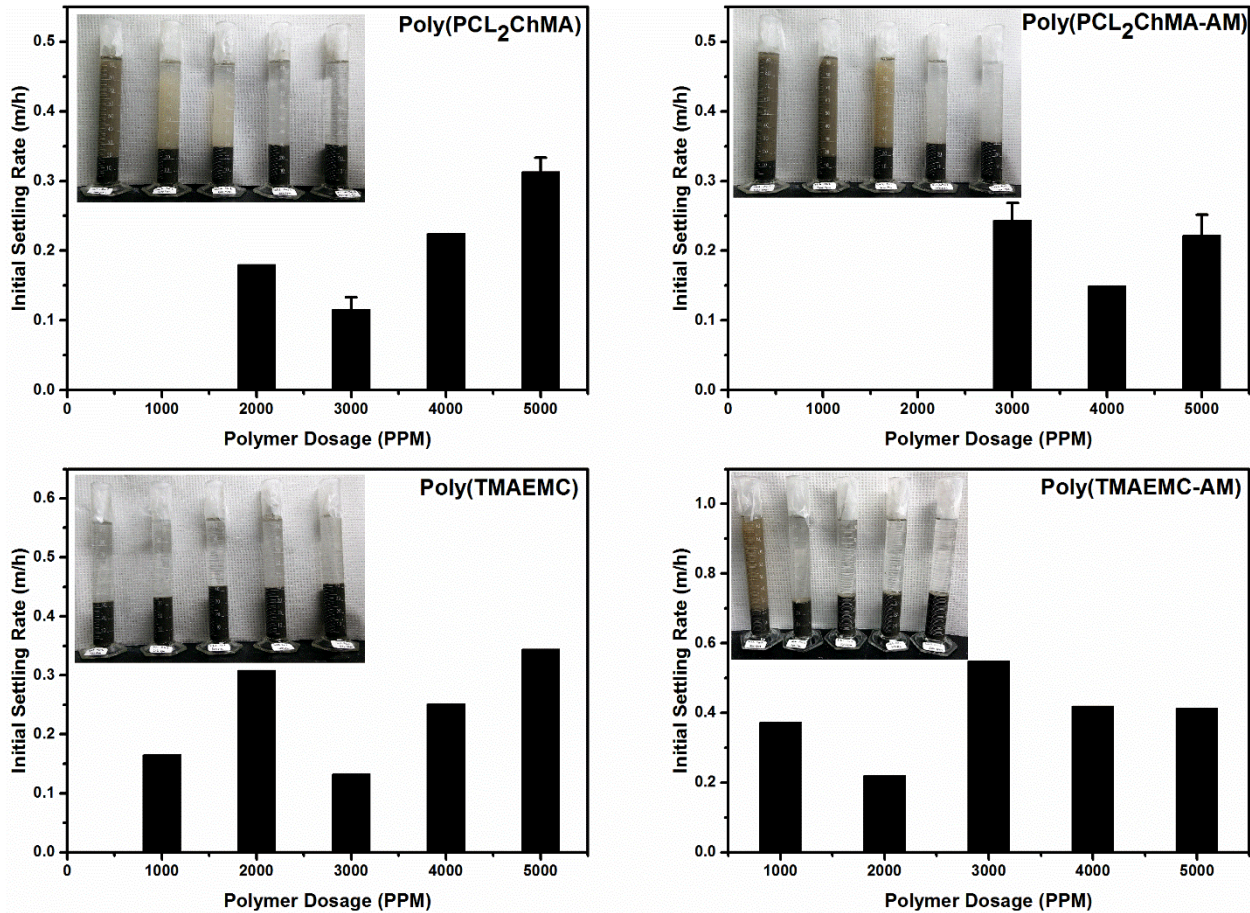 Poly(PCL2ChMA)
Initial Settling Rate (m/h)
0.5
0.4
0.3
0.2
0.1
0.0
0 1000 2000 3000 4000 5000
Polymer Dosage (PPM)
Poly(PCL2ChMA-AM)
Initial Settling Rate (m/h)
0.5
0.4
0.3
0.2
0.1
0.0
0 1000 2000 3000 4000 5000
Polymer Dosage (PPM)
Poly(TMAEMC)
Initial Settling Rate (m/h)
0.6
0.5
0.4
0.3
0.2
0.1
0.0
0 1000 2000 3000 4000 5000
Polymer Dosage (PPM)
Poly(TMAEMC-AM)
Initial Settling Rate (m/h)
1.0
0.8
0.6
0.4
0.2
0.0
1000 2000 3000 4000 5000
Polymer Dosage (PPM)